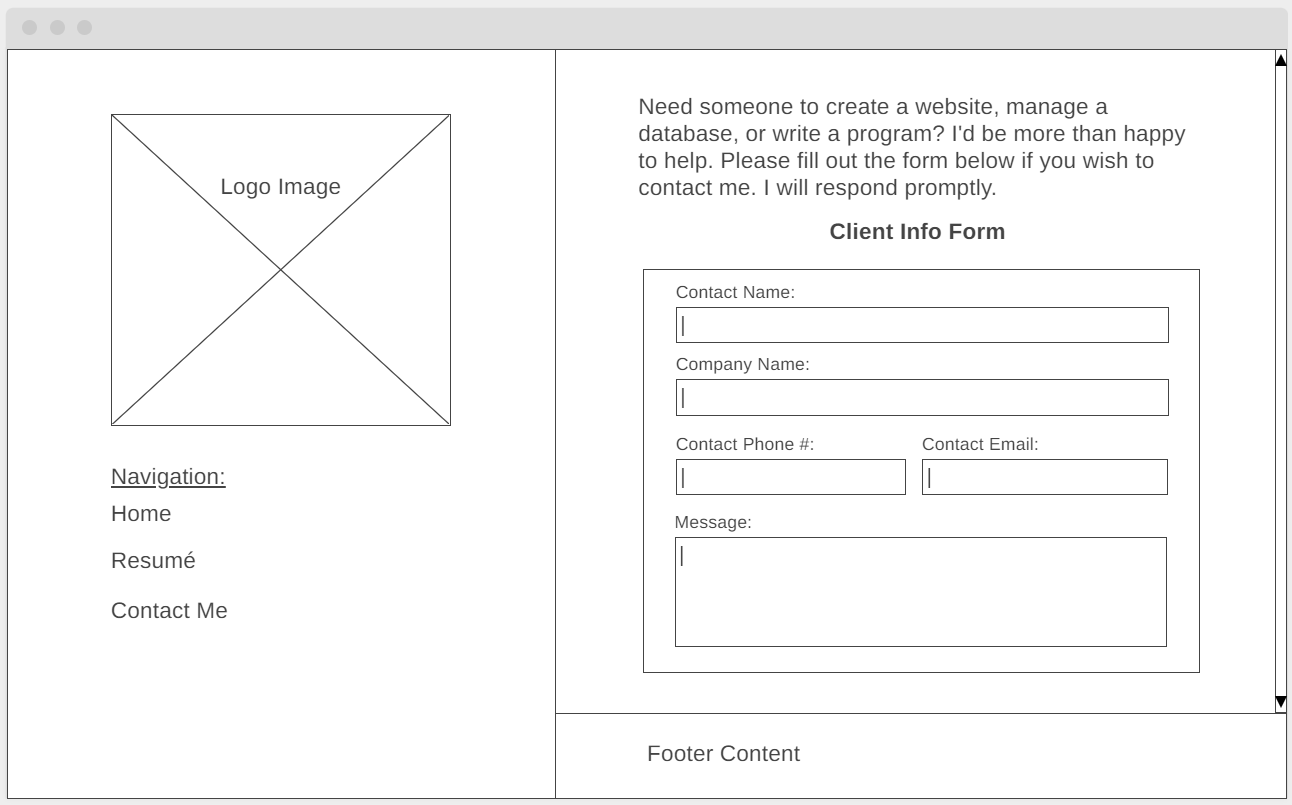 Logo Image
Navigation:
Home
Resumé
Contact Me
Need someone to create a website, manage a
database, or write a program? I'd be more than happy
to help. Please fill out the form below if you wish to
contact me. I will respond promptly.
Client Info Form
Contact Name:
Company Name:
Contact Phone #:
Contact Email:
Message:
Footer Content